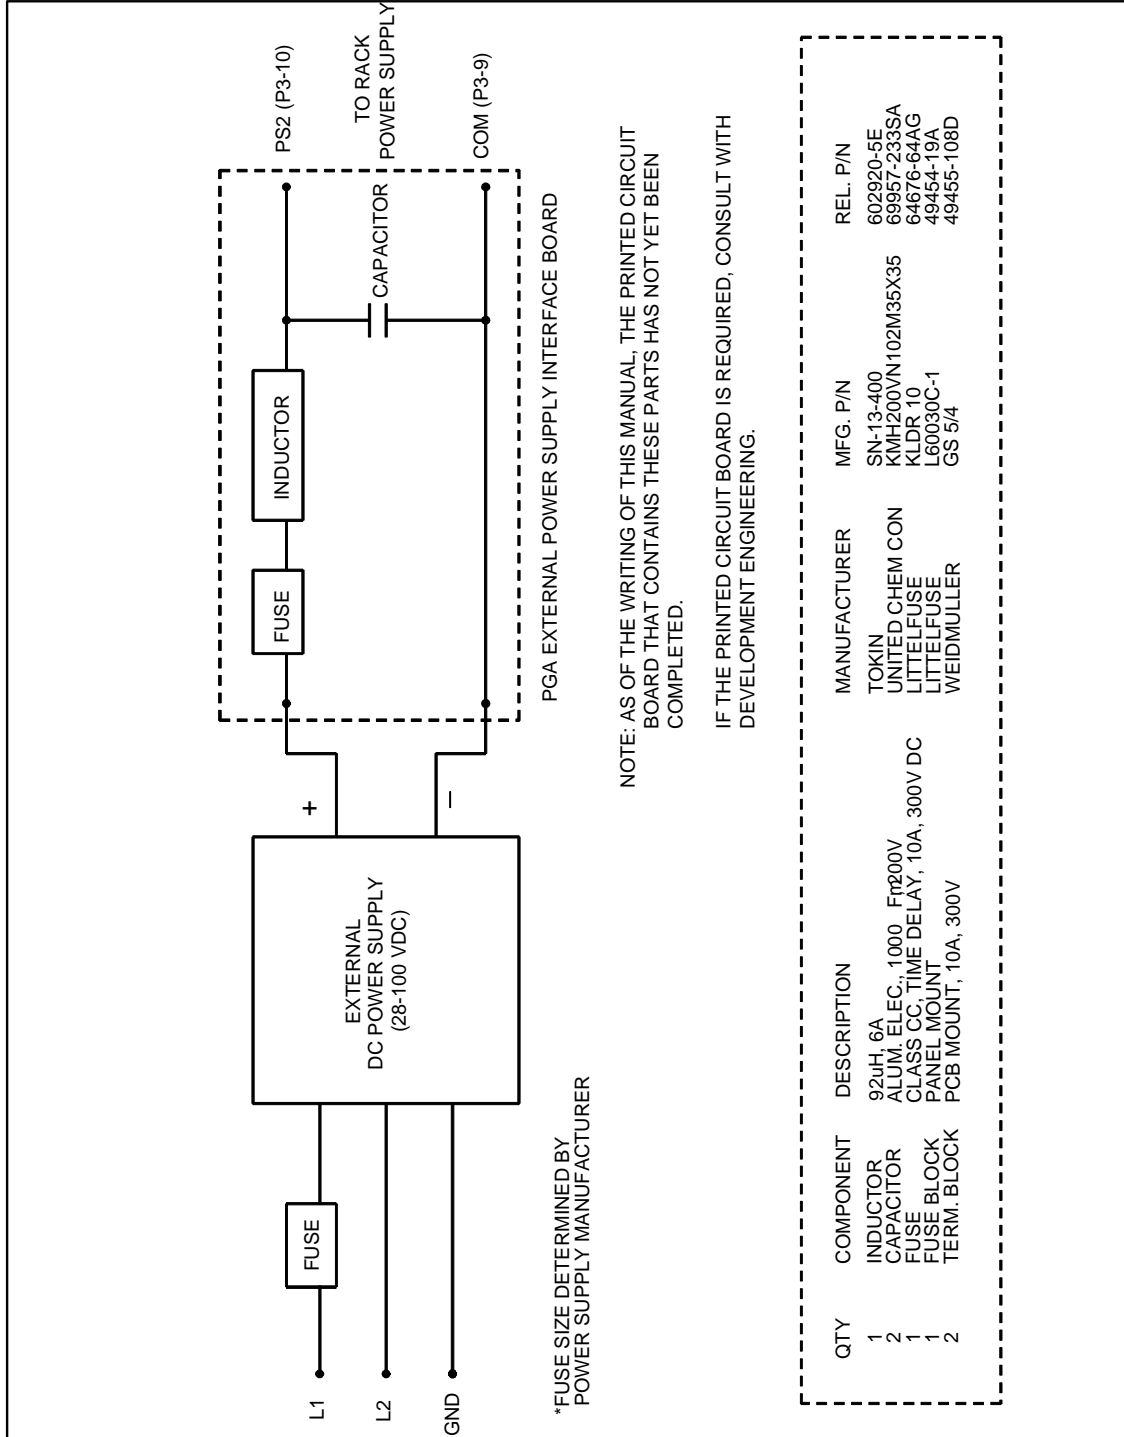 L1
L2
GND
FUSE
*FUSE SIZE DETERMINED BY
POWER SUPPLY MANUFACTURER
EXTERNAL
DC POWER SUPPLY
(28-100 VDC)
+
–
FUSE
INDUCTOR
CAPACITOR
PS2 (P3-10)
TO RACK
POWER SUPPLY
COM (P3-9)
PGA EXTERNAL POWER SUPPLY INTERFACE BOARD
NOTE: AS OF THE WRITING OF THIS MANUAL, THE PRINTED CIRCUIT
BOARD THAT CONTAINS THESE PARTS HAS NOT YET BEEN
COMPLETED.
IF THE PRINTED CIRCUIT BOARD IS REQUIRED, CONSULT WITH
DEVELOPMENT ENGINEERING.
QTY COMPONENT DESCRIPTION MANUFACTURER MFG. P/N REL. P/N
1 INDUCTOR 92uH, 6A TOKIN SN-13-400 602920-5E
2 CAPACITOR ALUM. ELEC., 1000 Fm200V UNITED CHEM CON KMH200VN102M35X35 69957-233SA
1 FUSE CLASS CC, TIME DELAY, 10A, 300V DC LITTELFUSE KLDR 10 64676-64AG
1 FUSE BLOCK PANEL MOUNT LITTELFUSE L60030C-1 49454-19A
2 TERM. BLOCK PCB MOUNT, 10A, 300V WEIDMULLER GS 5/4 49455-108D